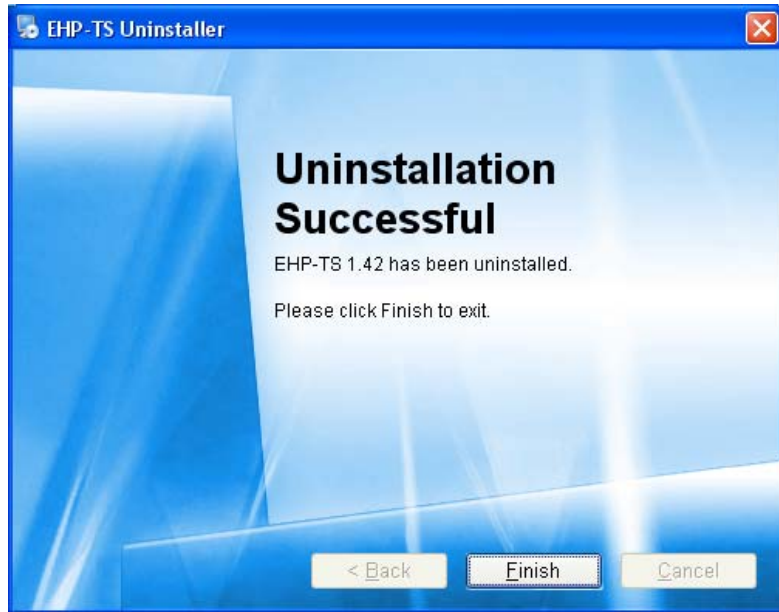 EHP-TS Uninstaller
Uninstallation
Successful
EHP-TS 1.42 has been uninstalled.
Please click Finish to exit.
< Back
Finish
Cancel